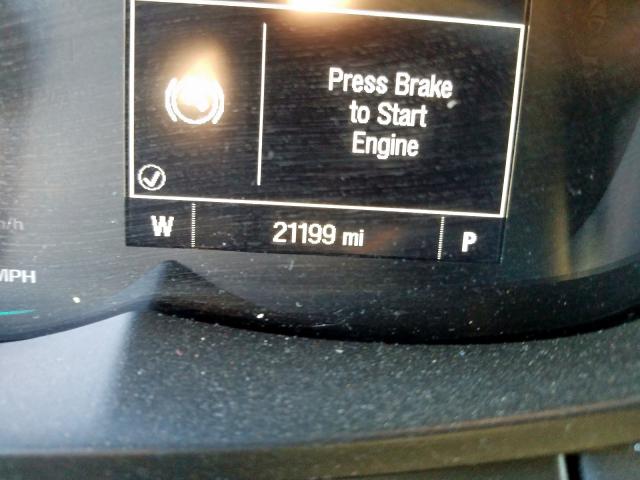 Press Brake
to Start
Engine
W 21199 mi P
MPH